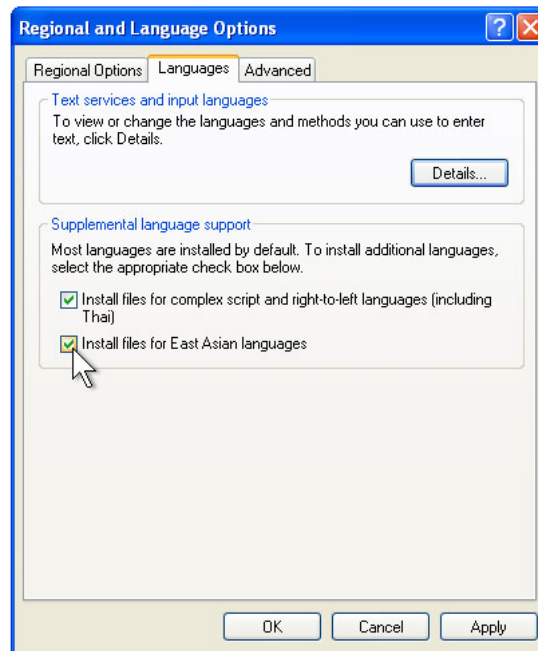 Regional and Language Options
Regional Options Languages Advanced
Text services and input languages
To view or change the languages and methods you can use to enter
text, click Details.
Details...
Supplemental language support
Most languages are installed by default. To install additional languages,
select the appropriate check box below.
Install files for complex script and right-to-left languages (including
Thai)
Install files for East Asian languages
OK Cancel Apply